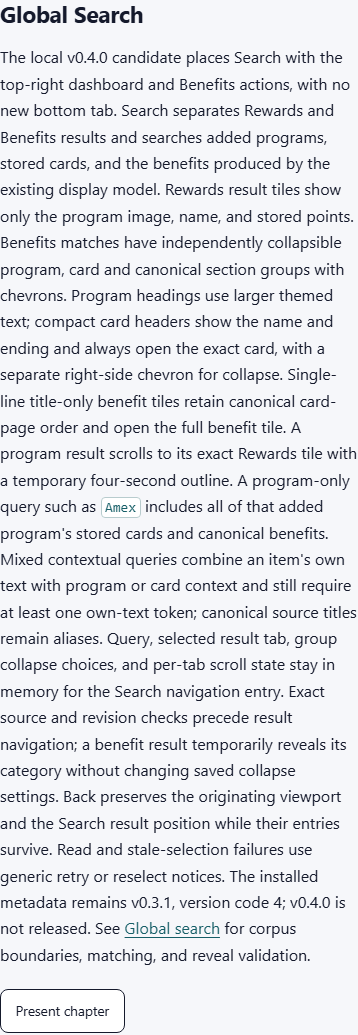 Global Search
The local v0.4.0 candidate places Search with the
top-right dashboard and Benefits actions, with no
new bottom tab. Search separates Rewards and
Benefits results and searches added programs,
stored cards, and the benefits produced by the
existing display model. Rewards result tiles show
only the program image, name, and stored points.
Benefits matches have independently collapsible
program, card and canonical section groups with
chevrons. Program headings use larger themed
text; compact card headers show the name and
ending and always open the exact card, with a
separate right-side chevron for collapse. Single-
line title-only benefit tiles retain canonical card-
page order and open the full benefit tile. A
program result scrolls to its exact Rewards tile with
a temporary four-second outline. A program-only
query such as Amex includes all of that added
program's stored cards and canonical benefits.
Mixed contextual queries combine an item's own
text with program or card context and still require
at least one own-text token; canonical source titles
remain aliases. Query, selected result tab, group
collapse choices, and per-tab scroll state stay in
memory for the Search navigation entry. Exact
source and revision checks precede result
navigation; a benefit result temporarily reveals its
category without changing saved collapse
settings. Back preserves the originating viewport
and the Search result position while their entries
survive. Read and stale-selection failures use
generic retry or reselect notices. The installed
metadata remains v0.3.1, version code 4; v0.4.0 is
not released. See Global search for corpus
boundaries, matching, and reveal validation.
Present chapter